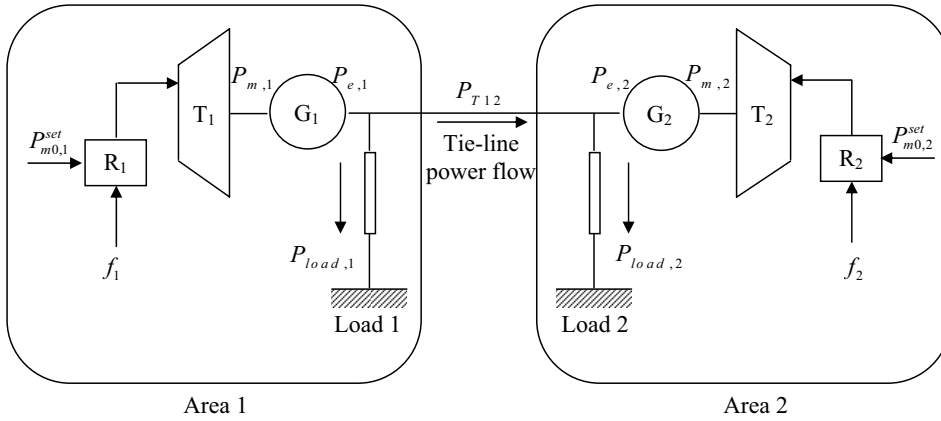 P_{m,1}
P_{e,1}
P_{T12}
P_{e,2}
P_{m,2}
T_1
G_1
G_2
T_2
P_{m0,1}^{set}
R_1
Tie-line
power flow
R_2
P_{m0,2}^{set}
f_1
P_{load,1}
P_{load,2}
f_2
Load 1
Load 2
Area 1
Area 2